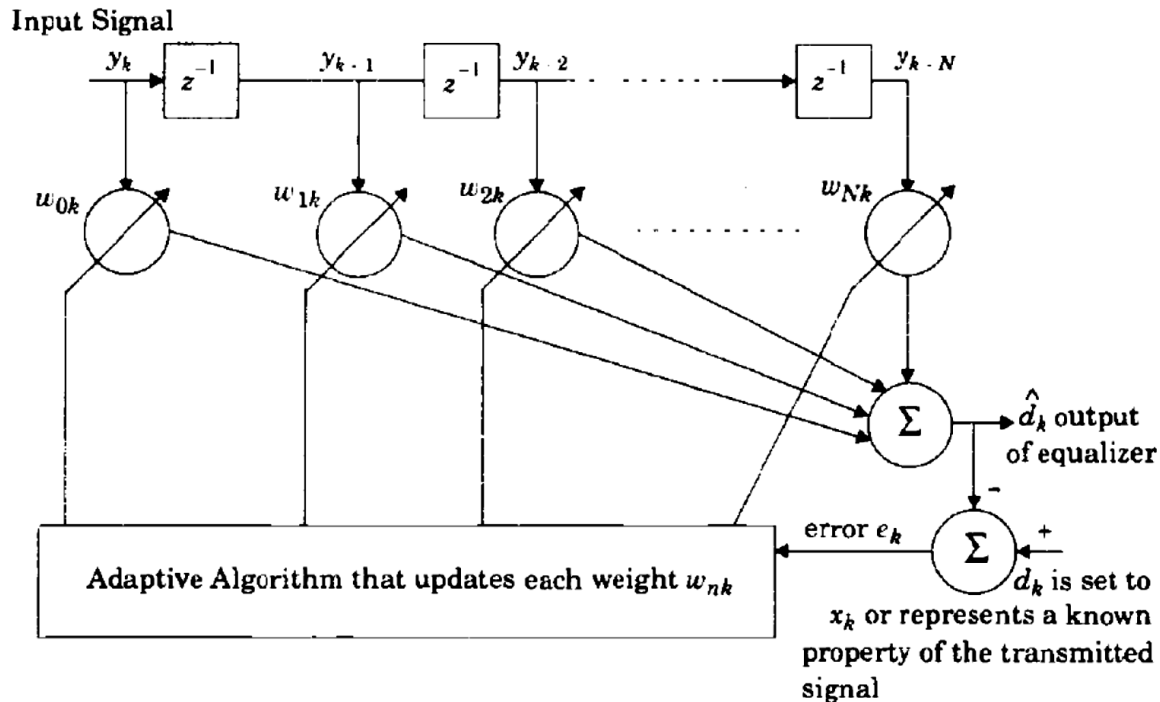 Input Signal
y_k
z^-1
y_k-1
z^-1
y_k-2
z^-1
y_k-N
w_0k
w_1k
w_2k
w_Nk
Σ
d̂_k output
of equalizer
-
error e_k
Σ
+
Adaptive Algorithm that updates each weight w_nk
d_k is set to
x_k or represents a known
property of the transmitted
signal